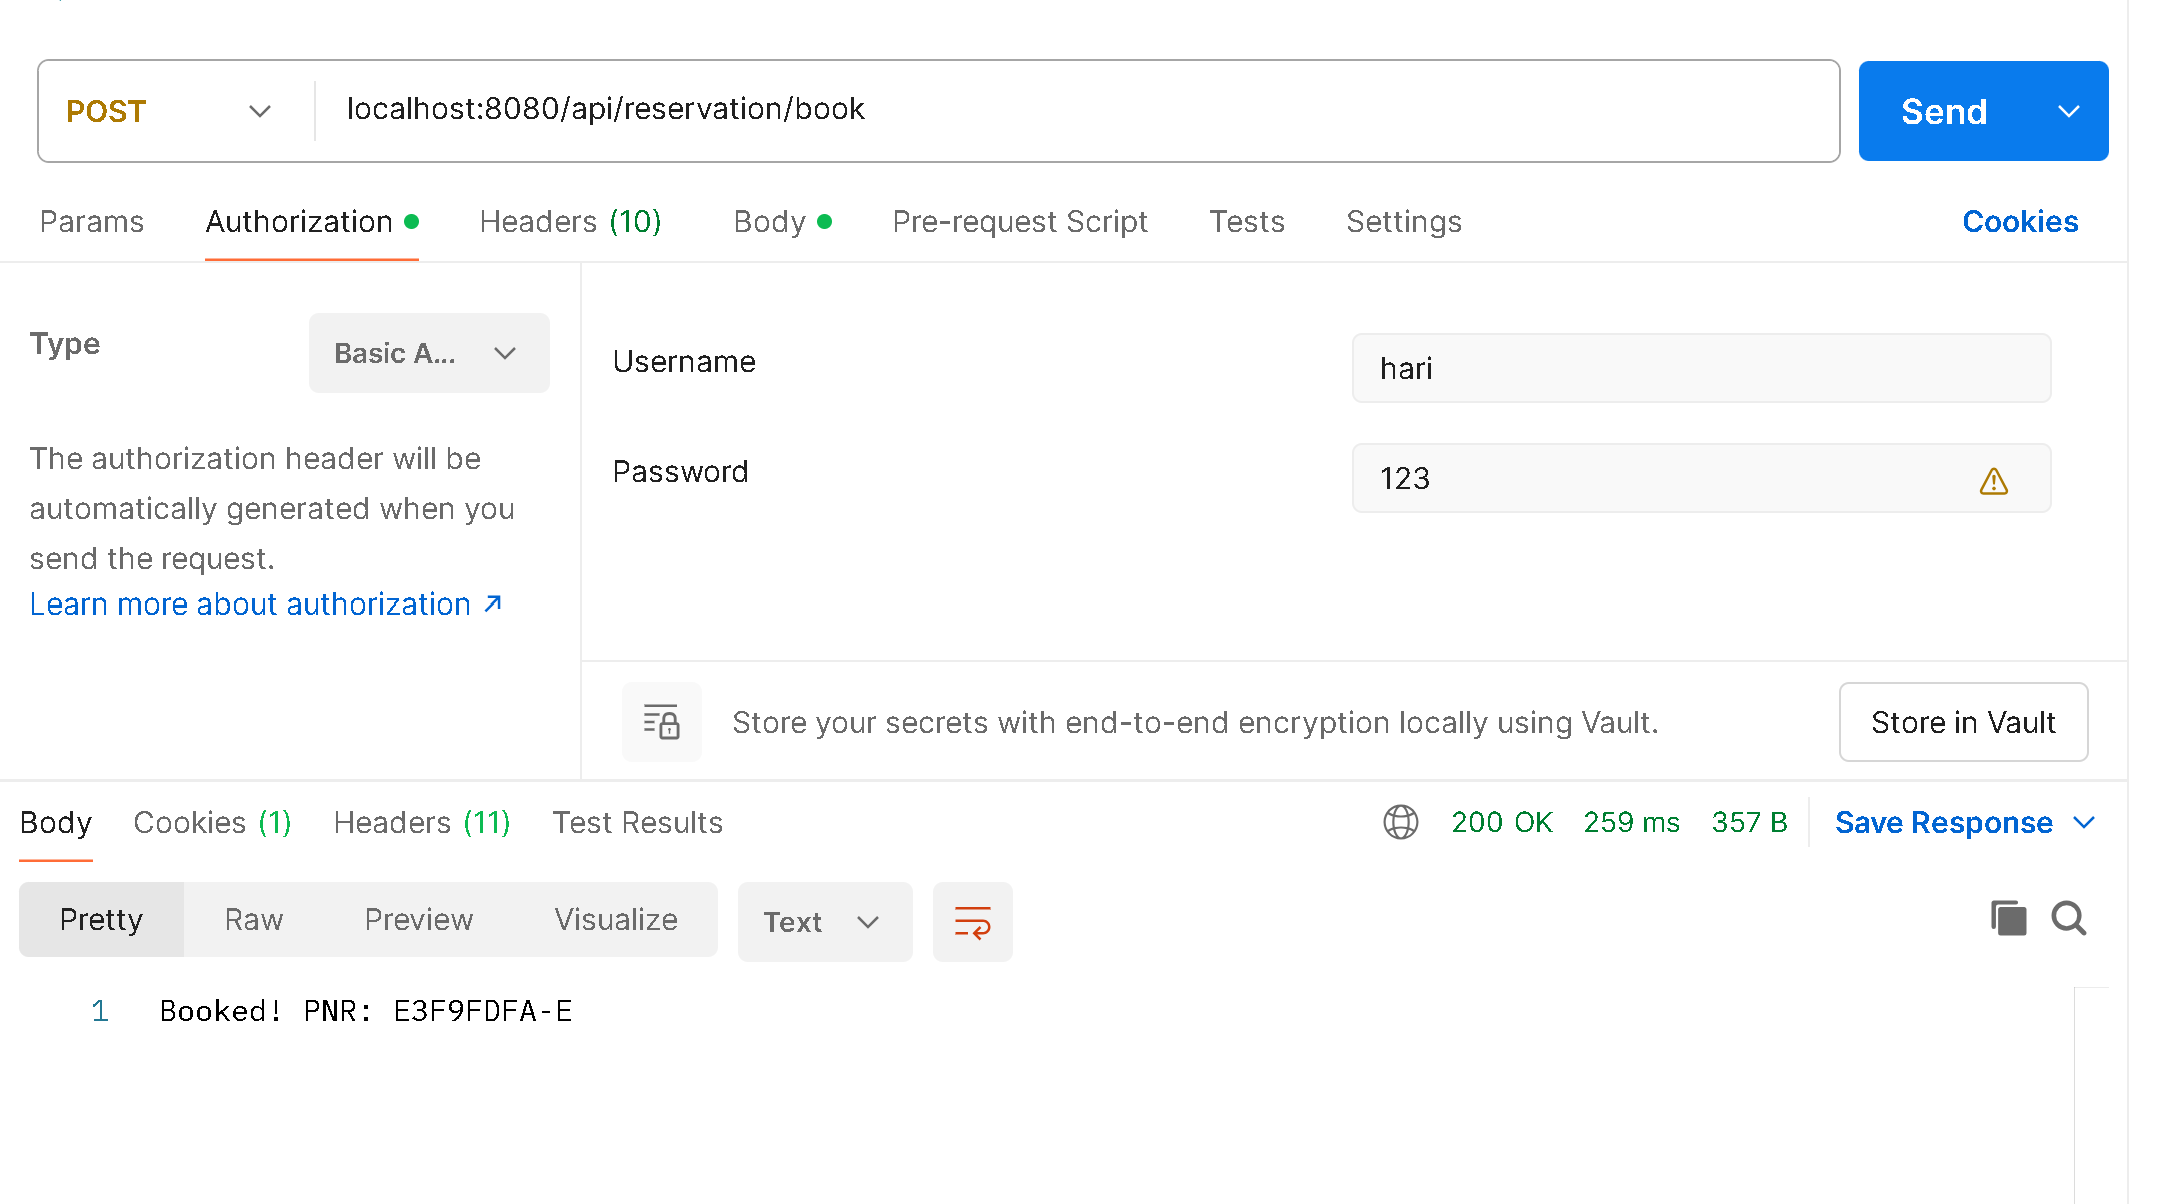 POST localhost:8080/api/reservation/book Send
Params Authorization Headers (10) Body Pre-request Script Tests Settings Cookies
Type Basic A...
The authorization header will be
automatically generated when you
send the request.
Learn more about authorization ↗
Username hari
Password 123
Store your secrets with end-to-end encryption locally using Vault. Store in Vault
Body Cookies (1) Headers (11) Test Results 200 OK 259 ms 357 B Save Response
Pretty Raw Preview Visualize Text
1 Booked! PNR: E3F9FDFA-E